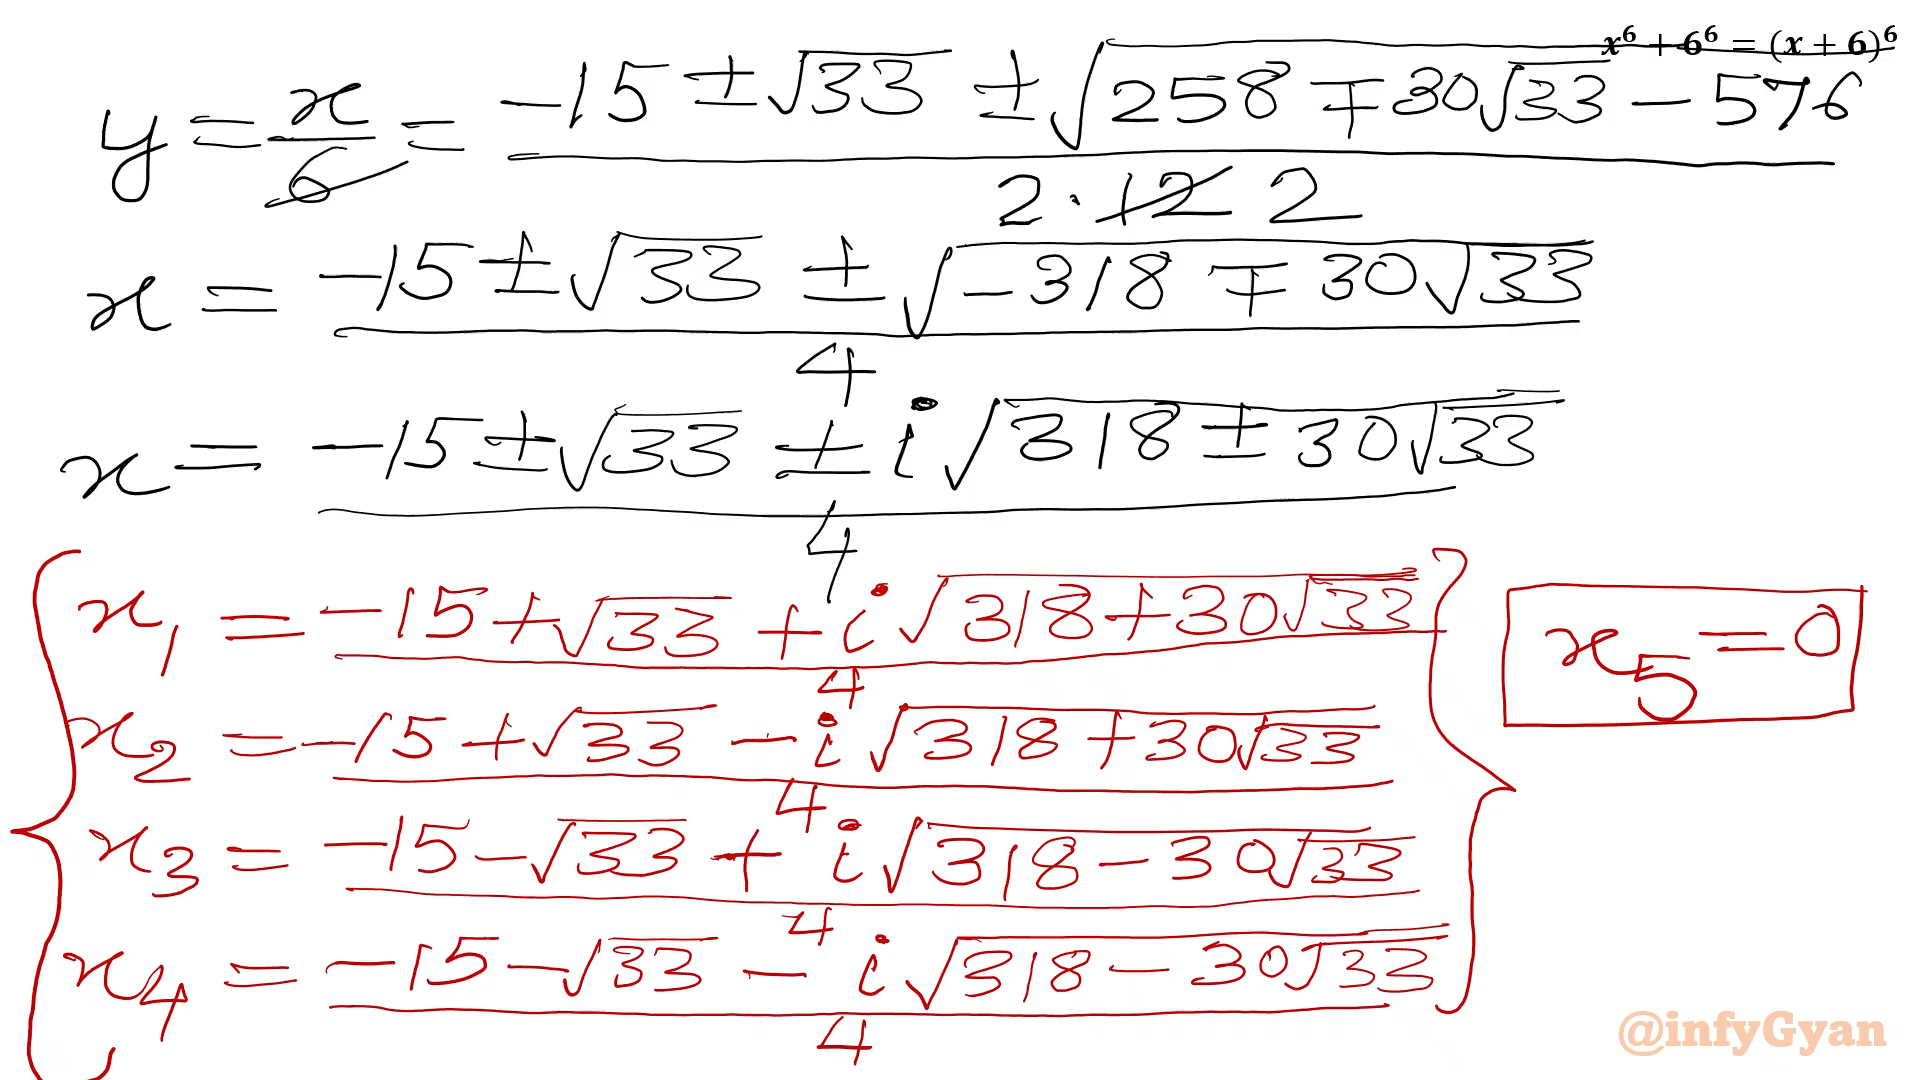 x⁶ + 6⁶ = (x + 6)⁶
y = x/6 = (-15 ± √33 ± √(258 ∓ 30√33 - 576))/(2·12 2)
x = (-15 ± √33 ± √(-318 ∓ 30√33))/4
x = (-15 ± √33 ± i√(318 ± 30√33))/4
x₁ = (-15 + √33 + i√(318 + 30√33))/4
x₅ = 0
x₂ = (-15 + √33 - i√(318 + 30√33))/4
x₃ = (-15 - √33 + i√(318 - 30√33))/4
x₄ = (-15 - √33 - i√(318 - 30√33))/4
@infyGyan